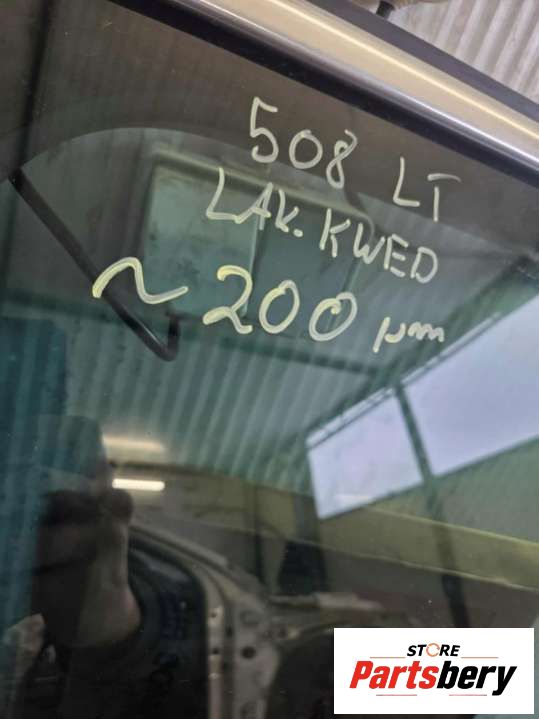 508 LT
LAK. KWED
~200 µm
STORE
Partsbery